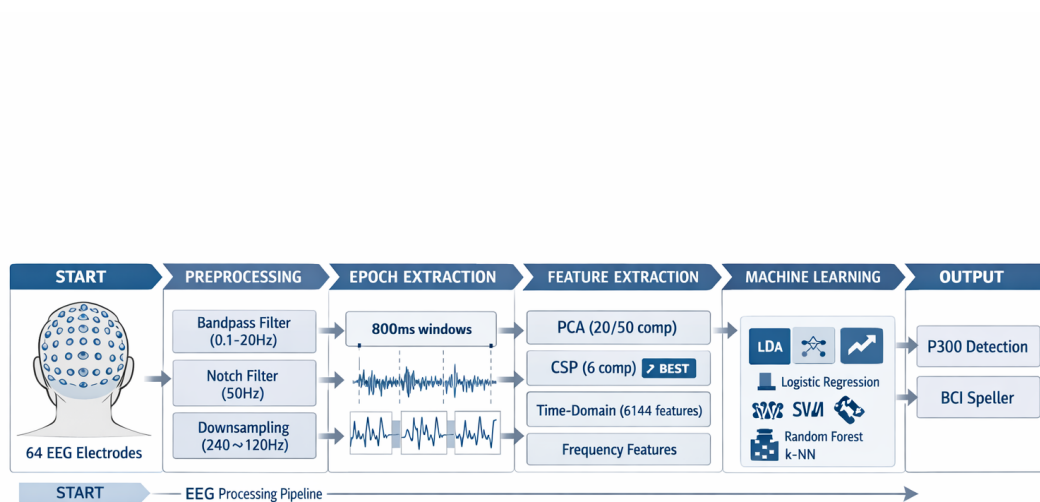 START
PREPROCESSING
EPOCH EXTRACTION
FEATURE EXTRACTION
MACHINE LEARNING
OUTPUT
64 EEG Electrodes
Bandpass Filter
(0.1-20Hz)
Notch Filter
(50Hz)
Downsampling
(240~120Hz)
800ms windows
PCA (20/50 comp)
CSP (6 comp) ↗ BEST
Time-Domain (6144 features)
Frequency Features
LDA
Logistic Regression
SVM
Random Forest
k-NN
P300 Detection
BCI Speller
START
EEG Processing Pipeline